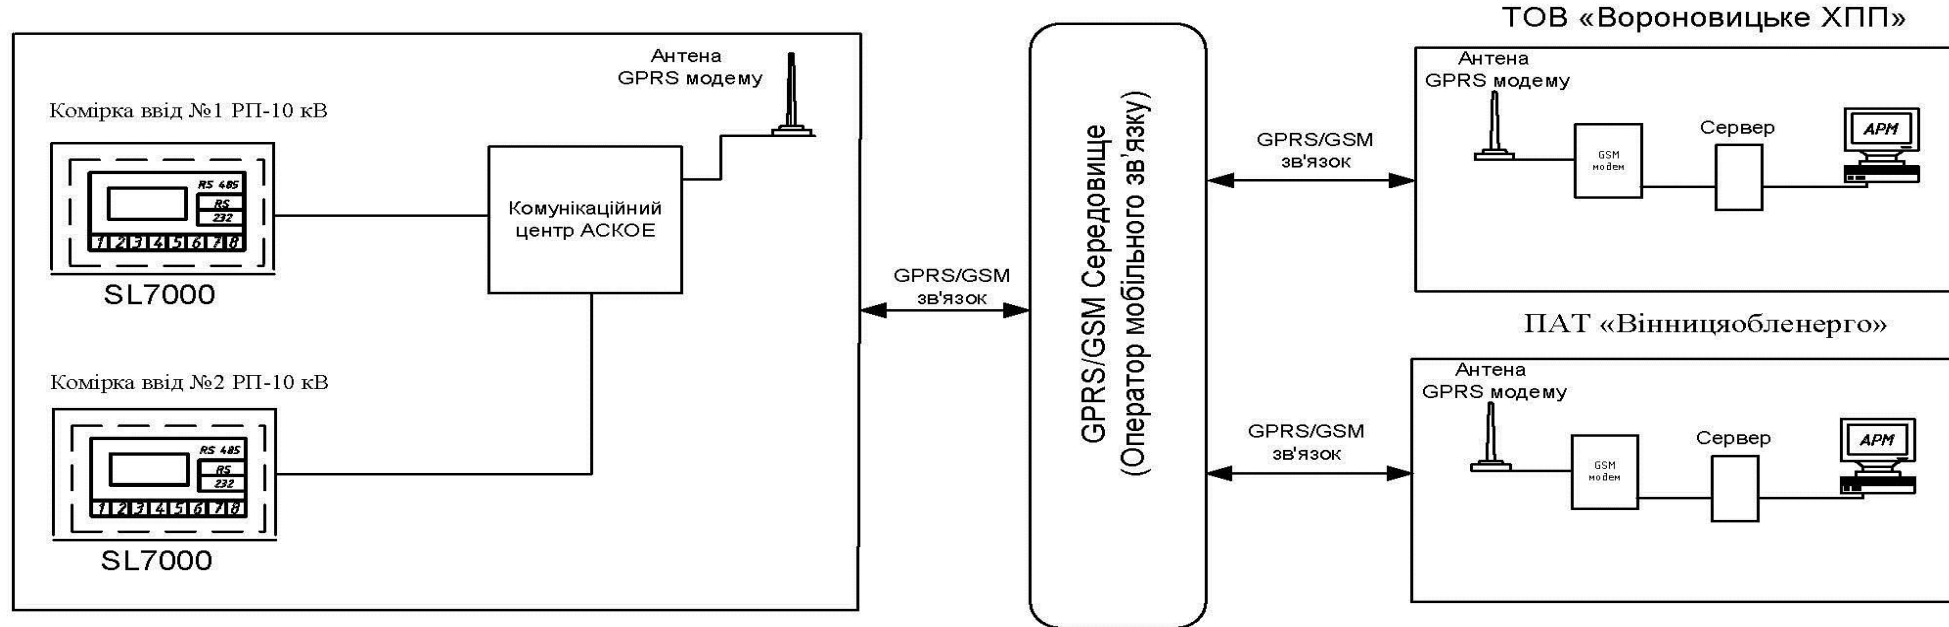 Антена
GPRS модему
Комірка ввід №1 РП-10 кВ
RS 485
RS
232
1 2 3 4 5 6 7 8
SL7000
Комунікаційний
центр АСКОЕ
Комірка ввід №2 РП-10 кВ
RS 485
RS
232
1 2 3 4 5 6 7 8
SL7000
GPRS/GSM
зв'язок
GPRS/GSM Середовище
(Оператор мобільного зв'язку)
GPRS/GSM
зв'язок
GPRS/GSM
зв'язок
ТОВ «Вороновицьке ХПП»
Антена
GPRS модему
GSM
модем
Сервер
АРМ
ПАТ «Вінницяобленерго»
Антена
GPRS модему
GSM
модем
Сервер
АРМ